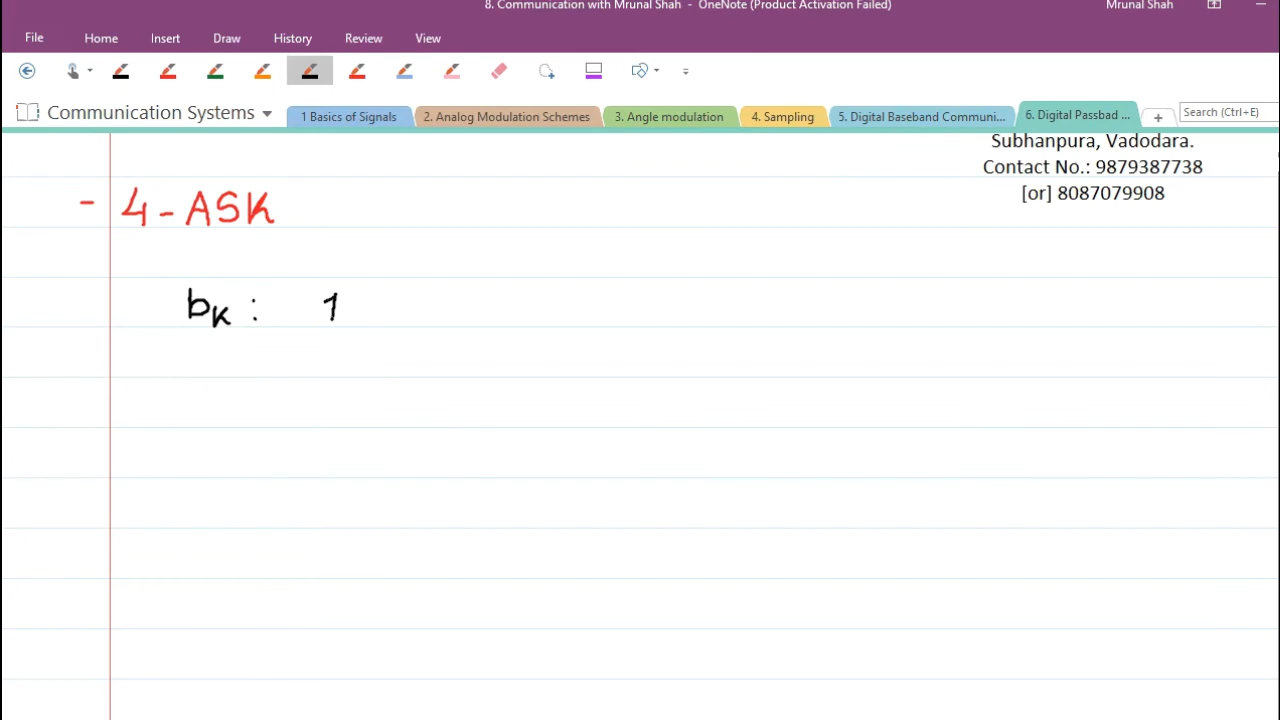 8. Communication with Mrunal Shah - OneNote (Product Activation Failed) Mrunal Shah
File Home Insert Draw History Review View
Communication Systems 1 Basics of Signals 2. Analog Modulation Schemes 3. Angle modulation 4. Sampling 5. Digital Baseband Communi... 6. Digital Passbad ... Search (Ctrl+E)
Subhanpura, Vadodara.
Contact No.: 9879387738
[or] 8087079908
- 4-ASK
bK : 1